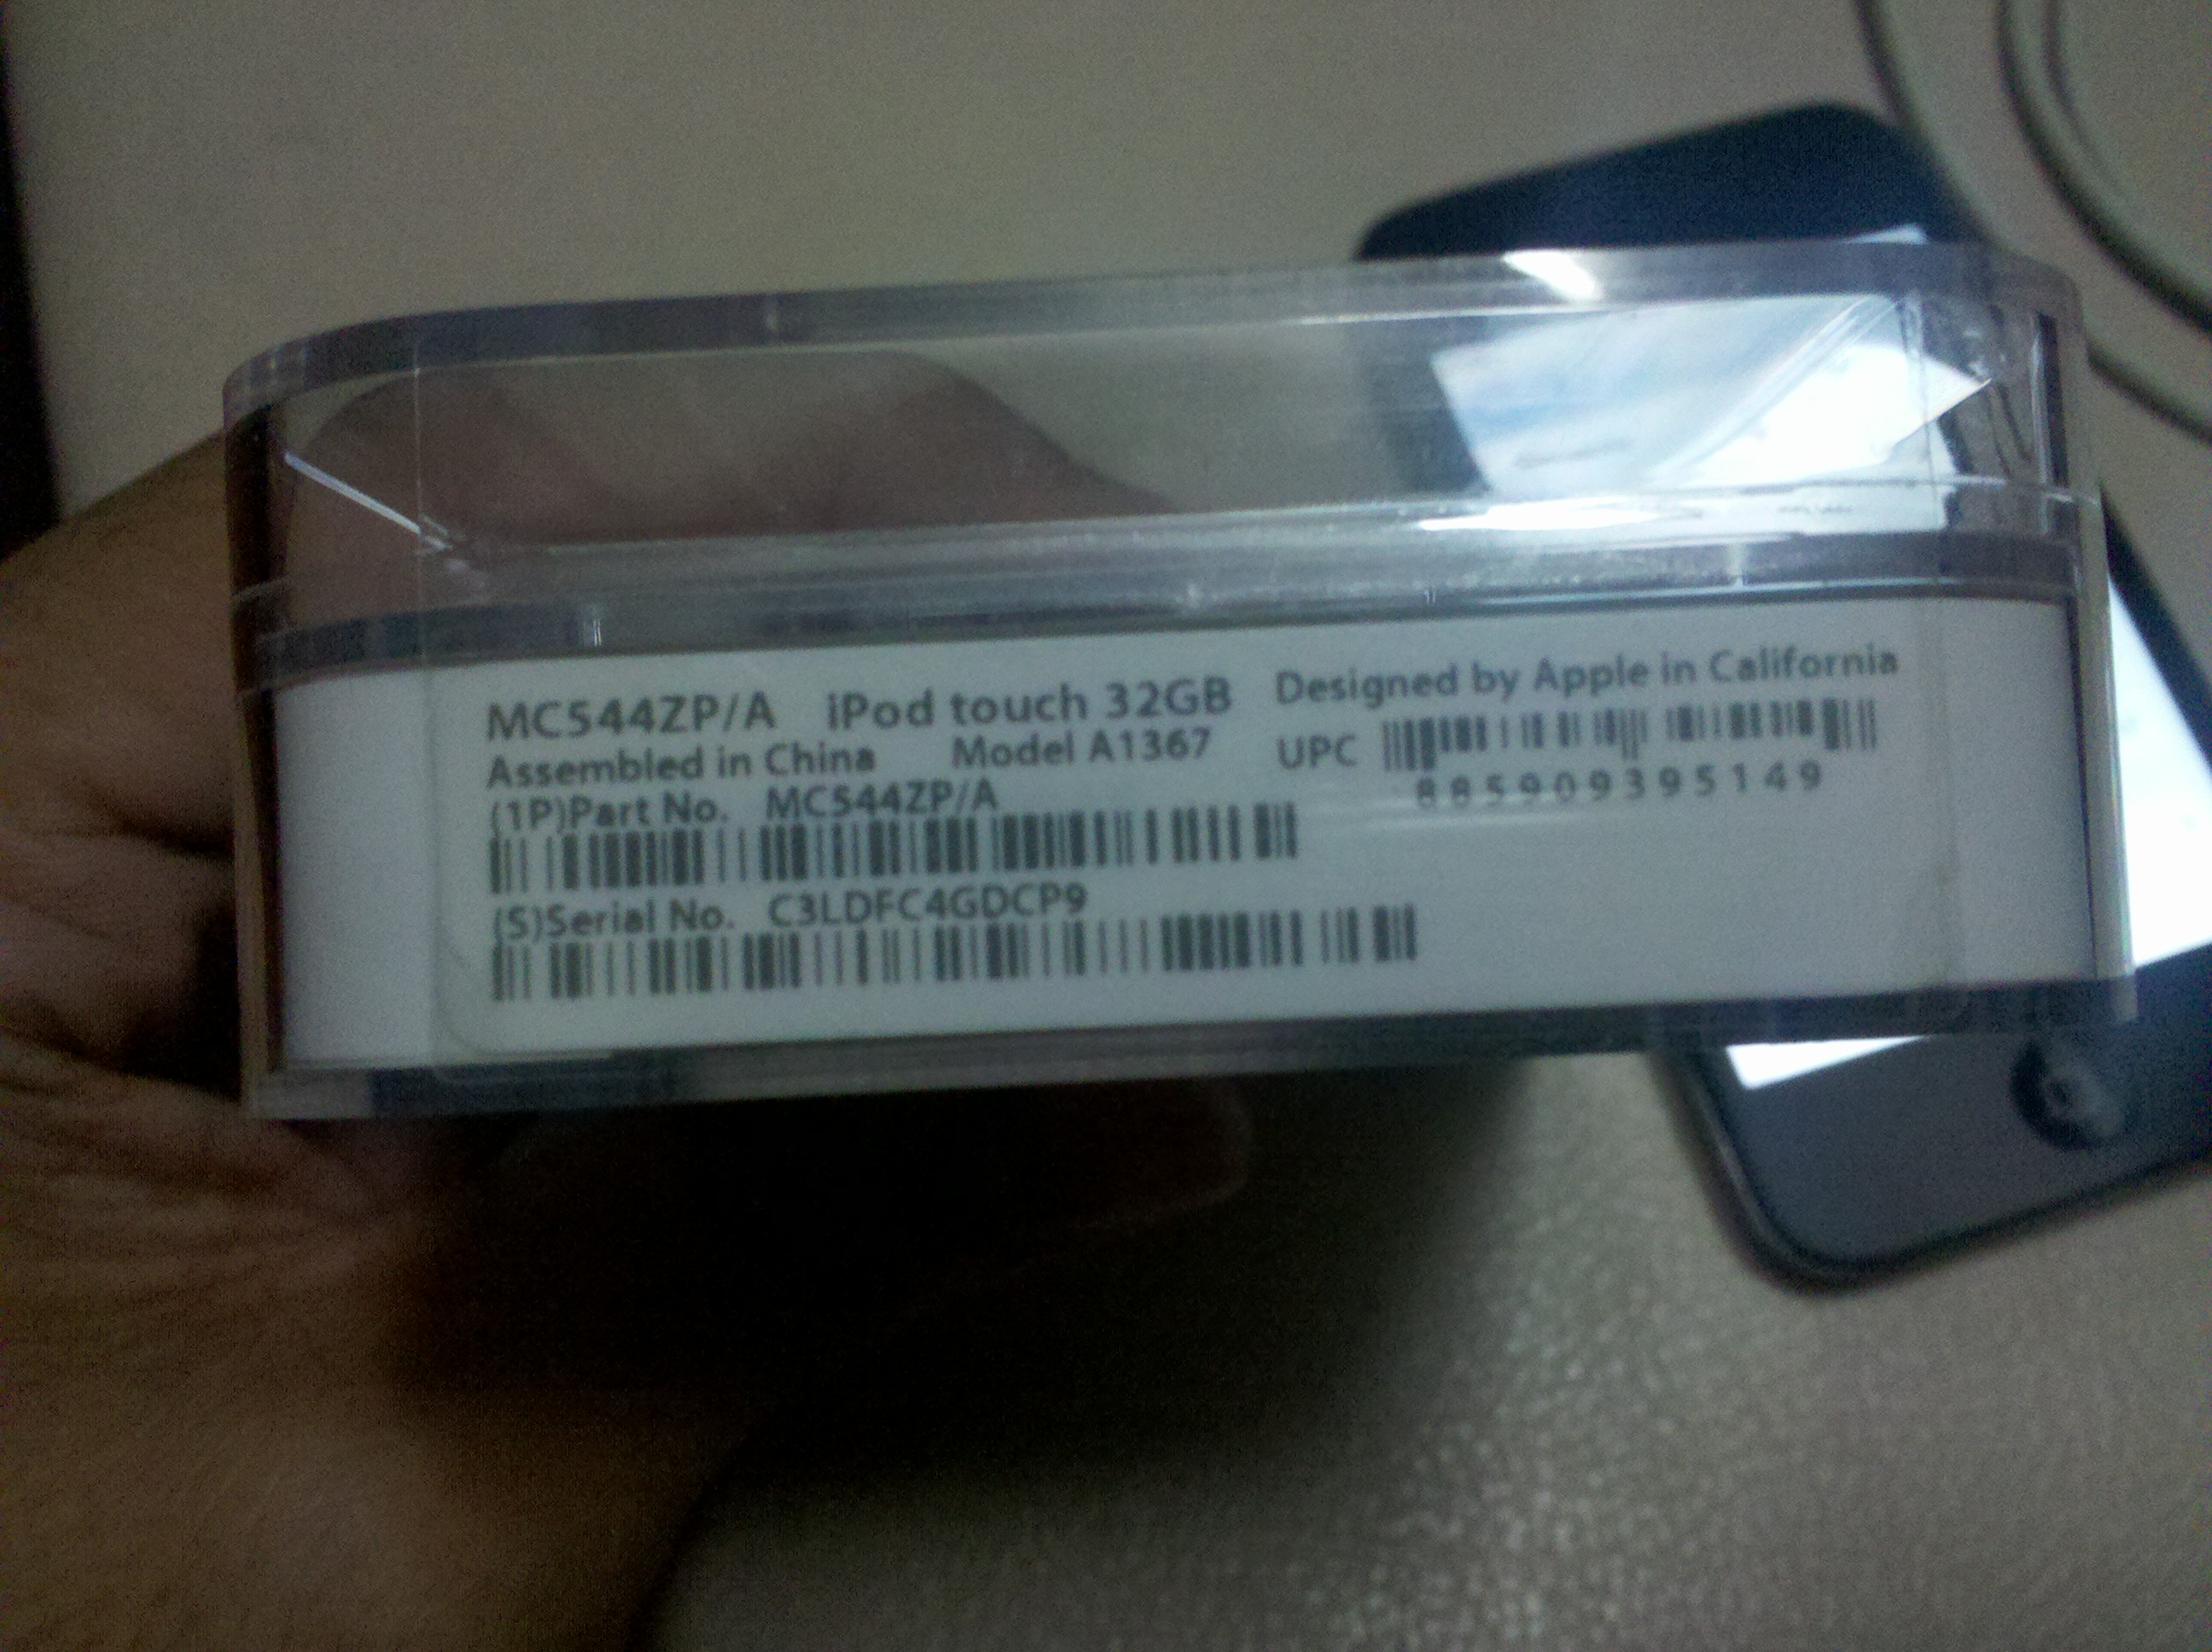 MC544ZP/A iPod touch 32GB
Assembled in China Model A1367
(1P)Part No. MC544ZP/A
(S)Serial No. C3LDFC4GDCP9
Designed by Apple in California
UPC
885909395149